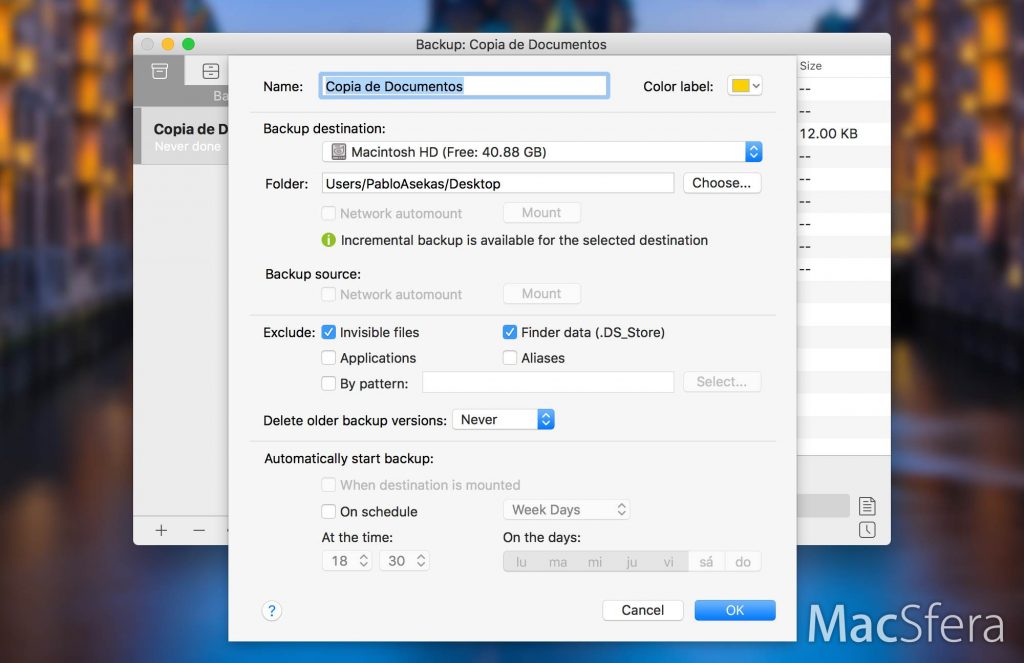 Backup: Copia de Documentos
Ba
Copia de D
Never done
Size
--
--
12.00 KB
--
--
--
--
--
--
Name: Copia de Documentos Color label:
Backup destination:
Macintosh HD (Free: 40.88 GB)
Folder: Users/PabloAsekas/Desktop Choose...
Network automount Mount
Incremental backup is available for the selected destination
Backup source:
Network automount Mount
Exclude: Invisible files Finder data (.DS_Store)
Applications Aliases
By pattern: Select...
Delete older backup versions: Never
Automatically start backup:
When destination is mounted
On schedule Week Days
At the time: On the days:
18 30 lu ma mi ju vi sá do
? Cancel OK
MacSfera